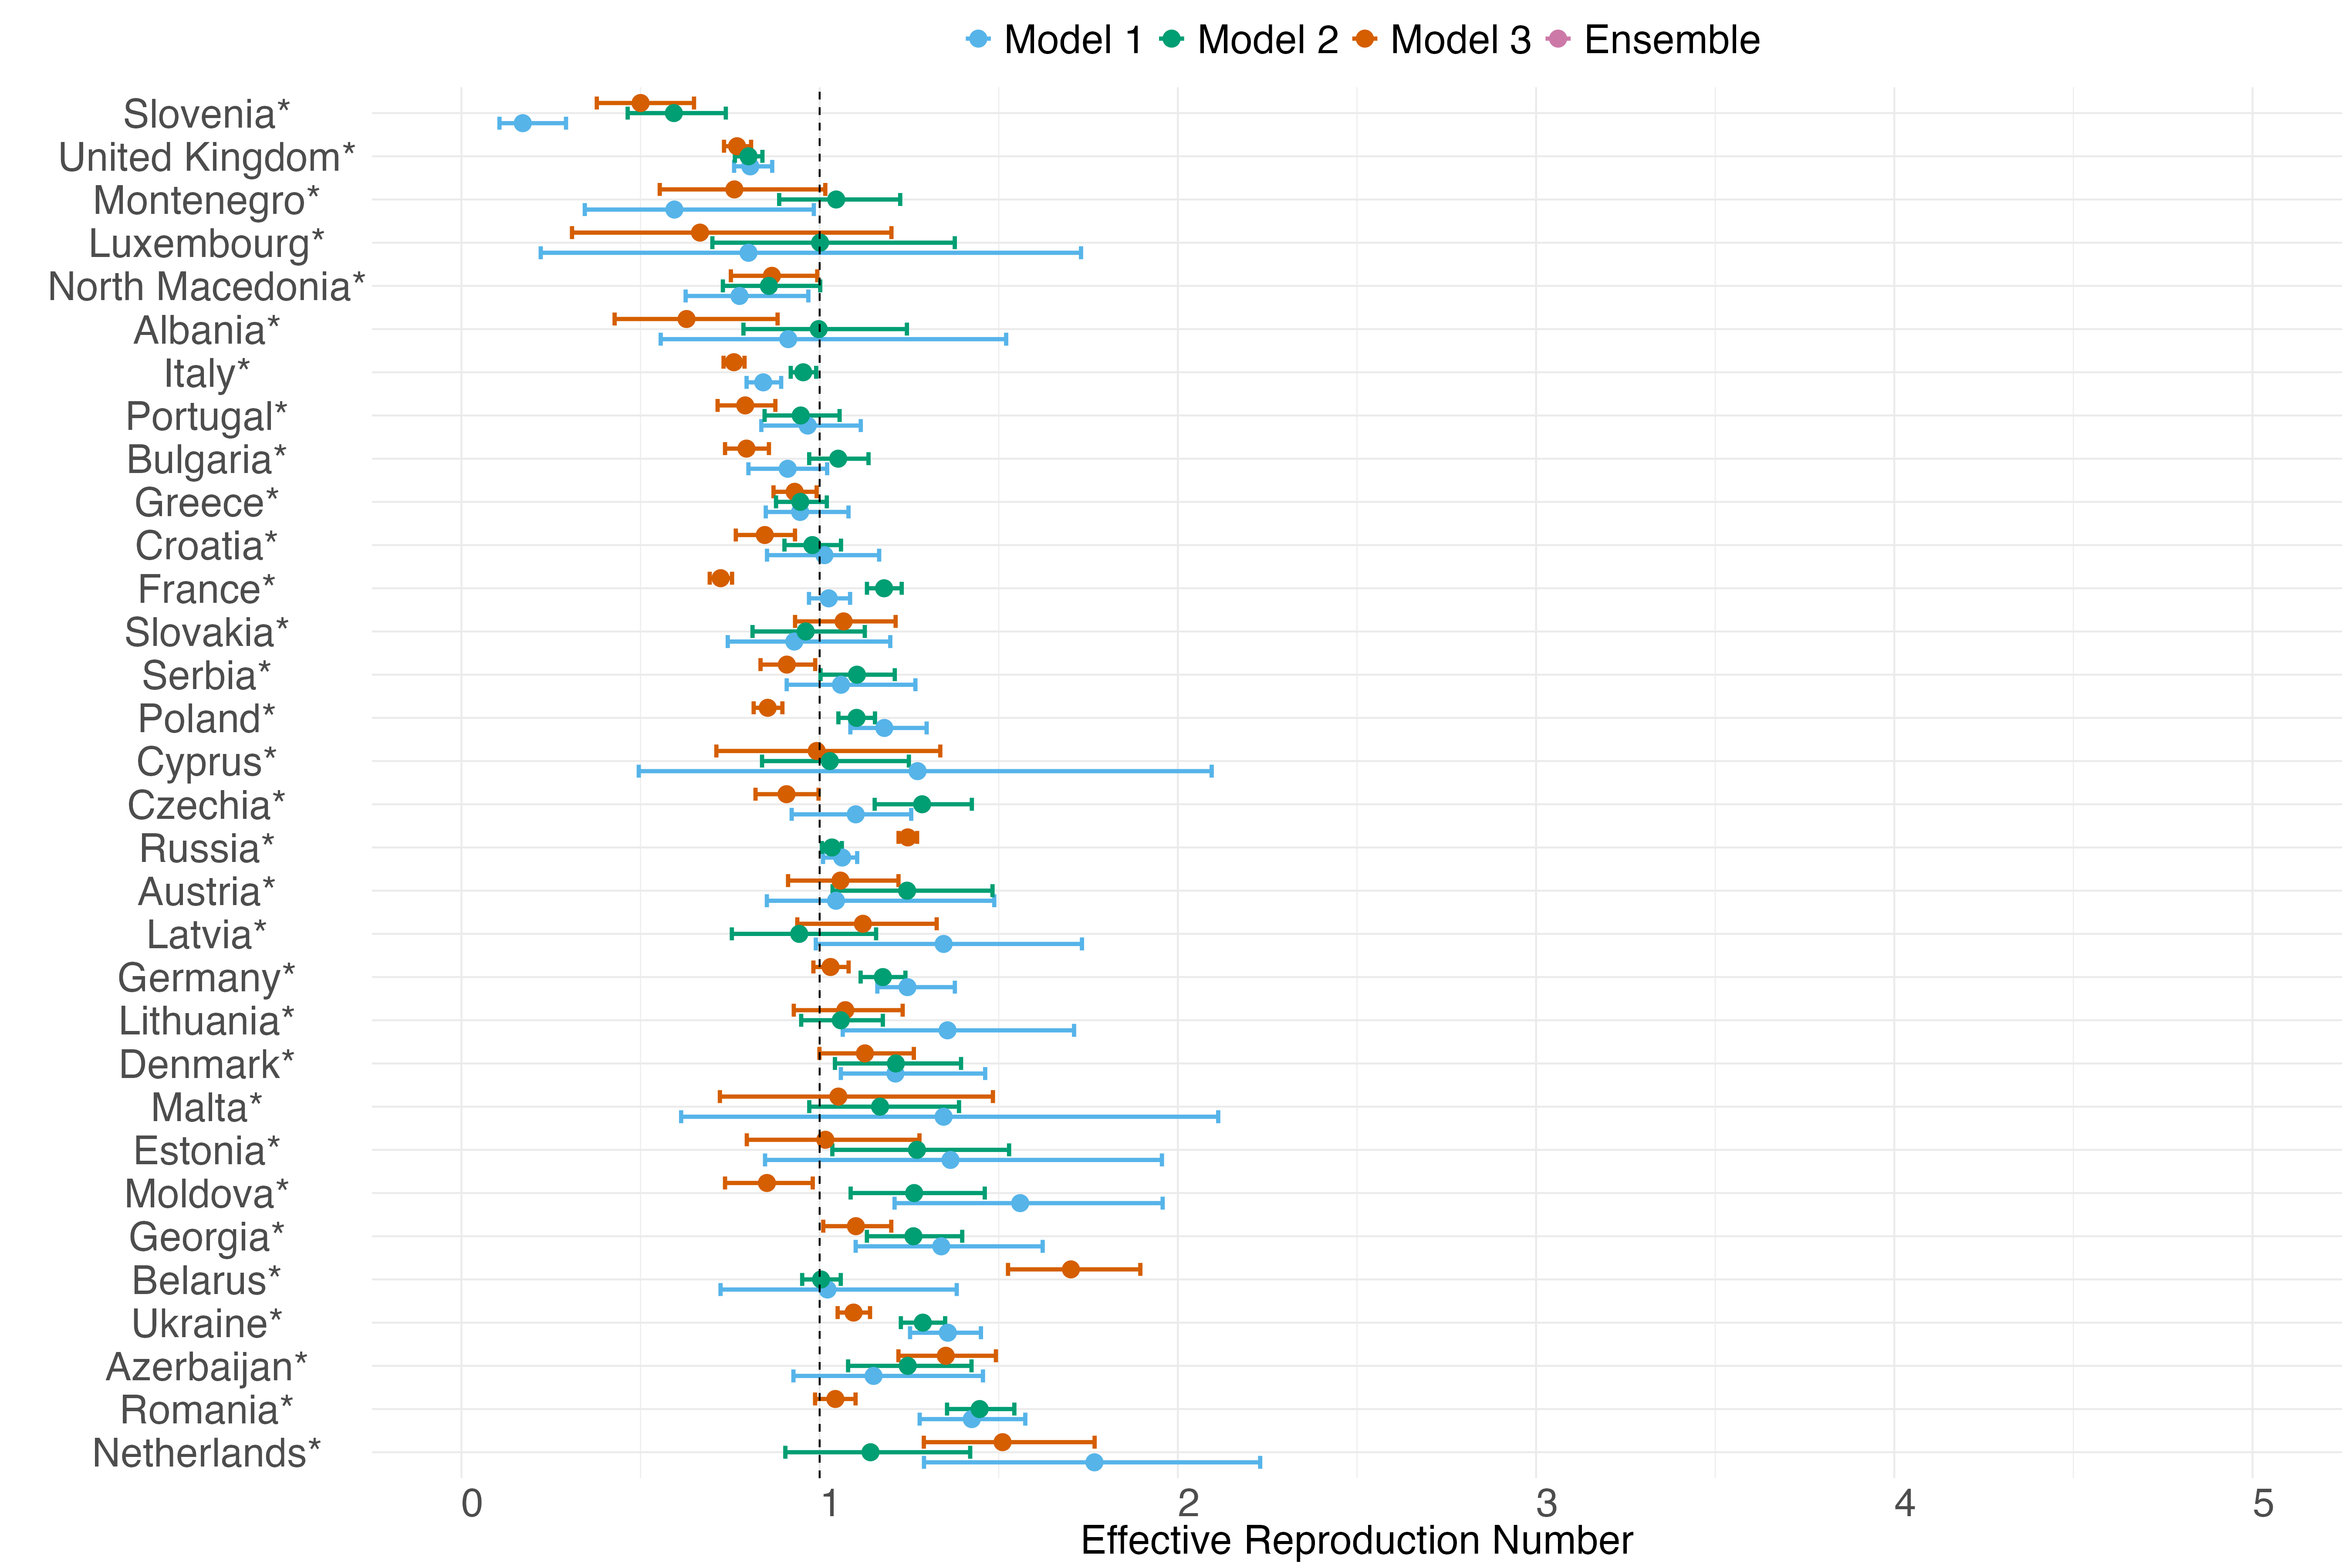 Model 1 Model 2 Model 3 Ensemble
Slovenia*
United Kingdom*
Montenegro*
Luxembourg*
North Macedonia*
Albania*
Italy*
Portugal*
Bulgaria*
Greece*
Croatia*
France*
Slovakia*
Serbia*
Poland*
Cyprus*
Czechia*
Russia*
Austria*
Latvia*
Germany*
Lithuania*
Denmark*
Malta*
Estonia*
Moldova*
Georgia*
Belarus*
Ukraine*
Azerbaijan*
Romania*
Netherlands*
0 1 2 3 4 5
Effective Reproduction Number